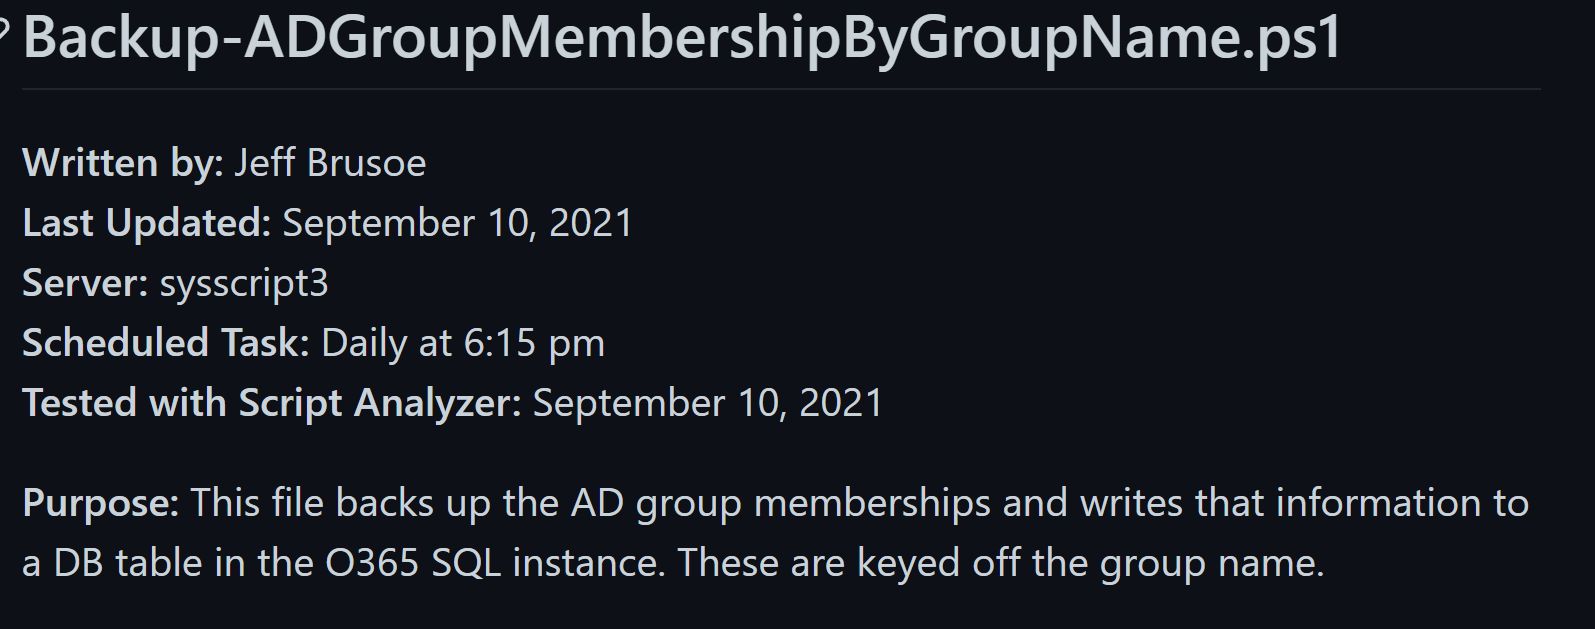 Backup-ADGroupMembershipByGroupName.ps1
Written by: Jeff Brusoe
Last Updated: September 10, 2021
Server: sysscript3
Scheduled Task: Daily at 6:15 pm
Tested with Script Analyzer: September 10, 2021
Purpose: This file backs up the AD group memberships and writes that information to
a DB table in the O365 SQL instance. These are keyed off the group name.